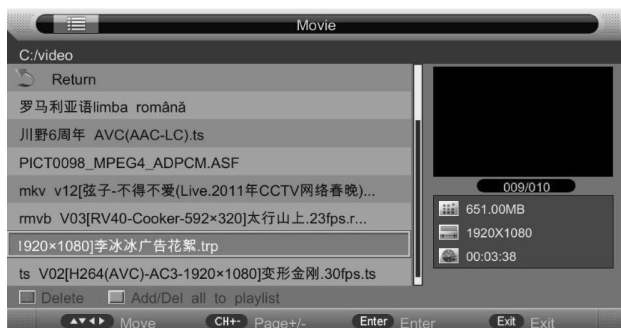 Movie
C:/video
Return
罗马利亚语limba română
川野6周年 AVC(AAC-LC).ts
PICT0098_MPEG4_ADPCM.ASF
mkv v12[弦子-不得不爱(Live.2011年CCTV网络春晚)...
rmvb V03[RV40-Cooker-592×320]太行山上.23fps.r...
1920×1080]李冰冰广告花絮.trp
ts V02[H264(AVC)-AC3-1920×1080]变形金刚.30fps.ts
009/010
651.00MB
1920X1080
00:03:38
Delete Add/Del all to playlist
Move CH+- Page+/- Enter Enter Exit Exit